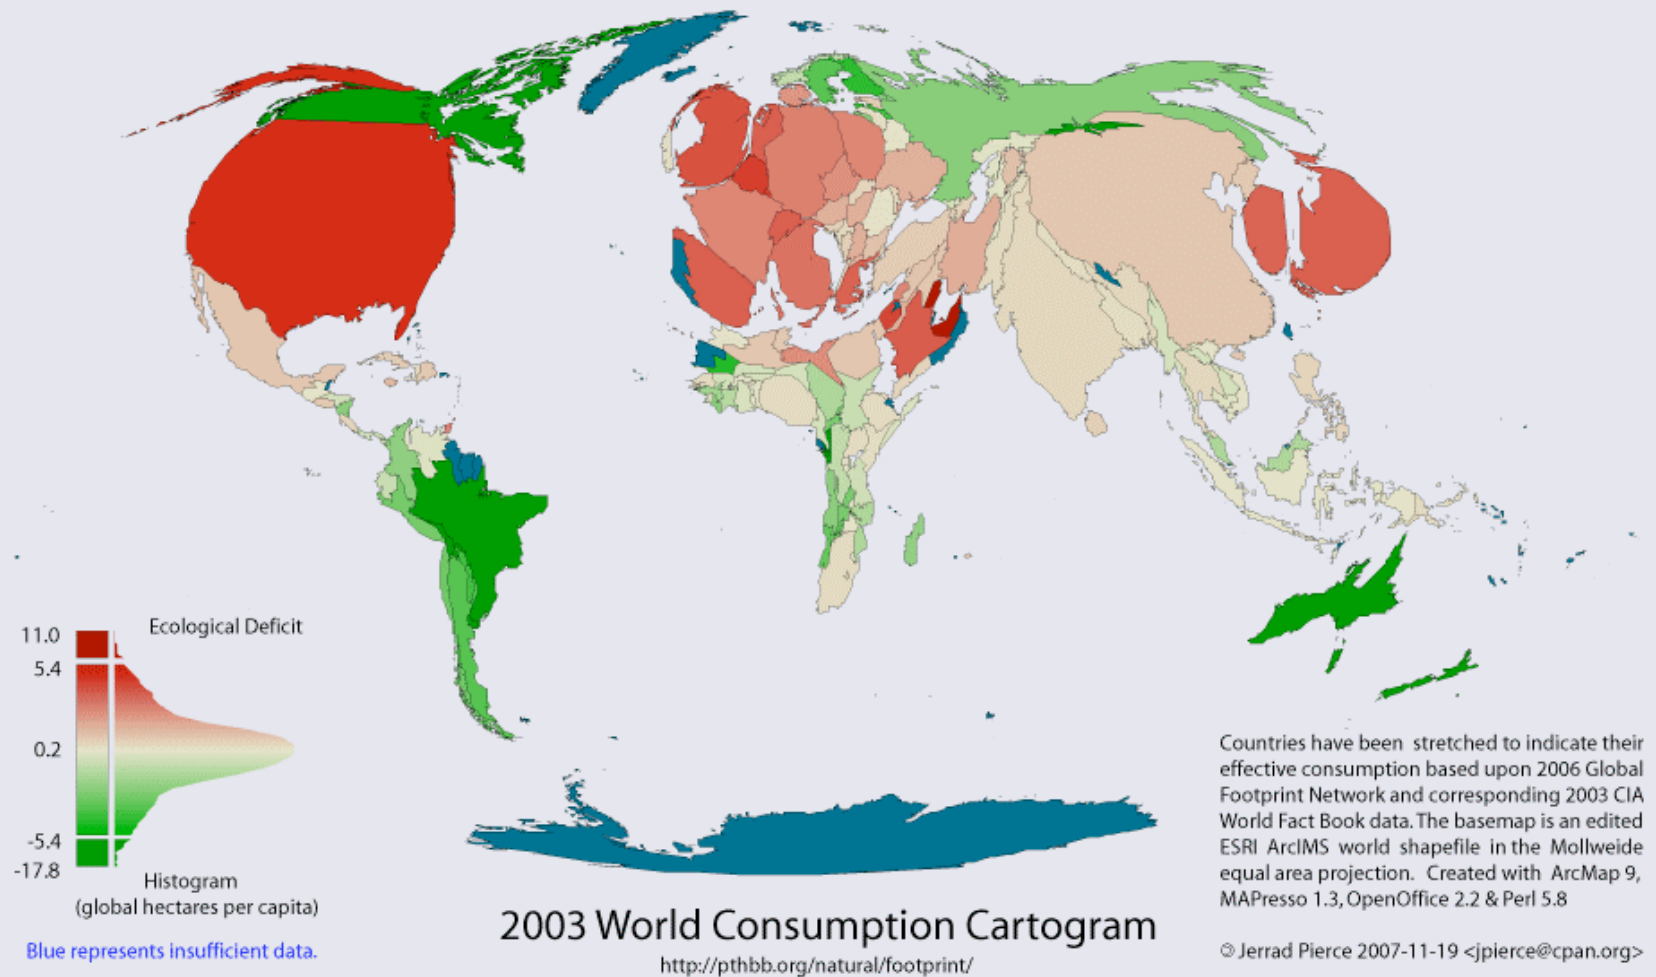 Ecological Deficit
11.0
5.4
0.2
-5.4
-17.8
Histogram
(global hectares per capita)
Blue represents insufficient data.
2003 World Consumption Cartogram
http://pthbb.org/natural/footprint/
Countries have been stretched to indicate their
effective consumption based upon 2006 Global
Footprint Network and corresponding 2003 CIA
World Fact Book data. The basemap is an edited
ESRI ArcIMS world shapefile in the Mollweide
equal area projection. Created with ArcMap 9,
MAPresso 1.3, OpenOffice 2.2 & Perl 5.8
Jerrad Pierce 2007-11-19 <jpierce@cpan.org>